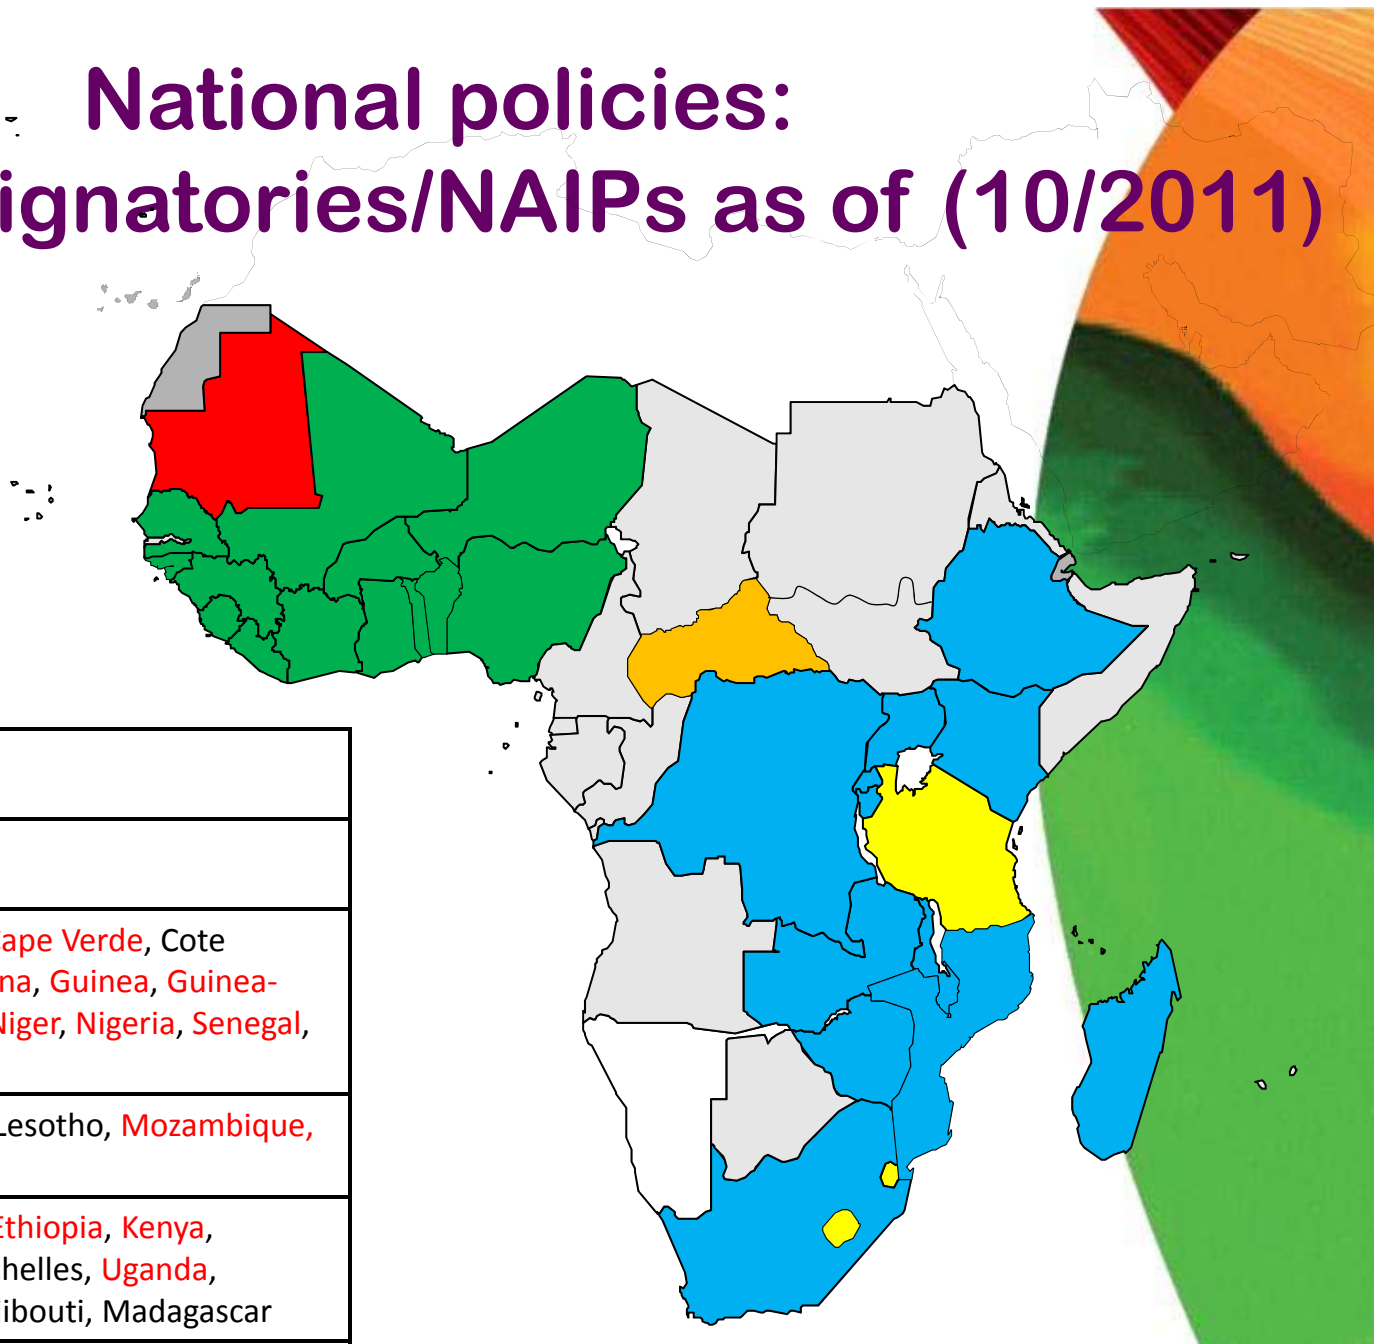 National policies:
ignatories/NAIPs as of (10/2011)
ape Verde, Cote
na, Guinea, Guinea-
Niger, Nigeria, Senegal,
Lesotho, Mozambique,
Ethiopia, Kenya,
helles, Uganda,
jibouti, Madagascar